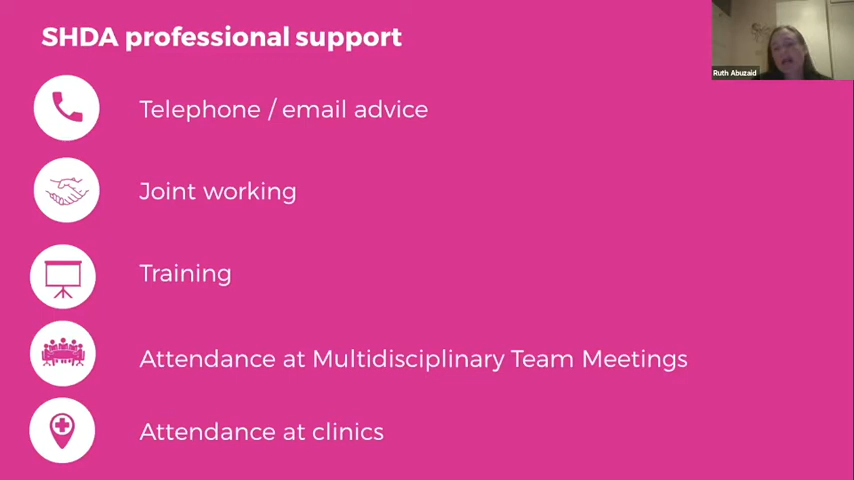 SHDA professional support
Ruth Abuzaid
Telephone / email advice
Joint working
Training
Attendance at Multidisciplinary Team Meetings
Attendance at clinics